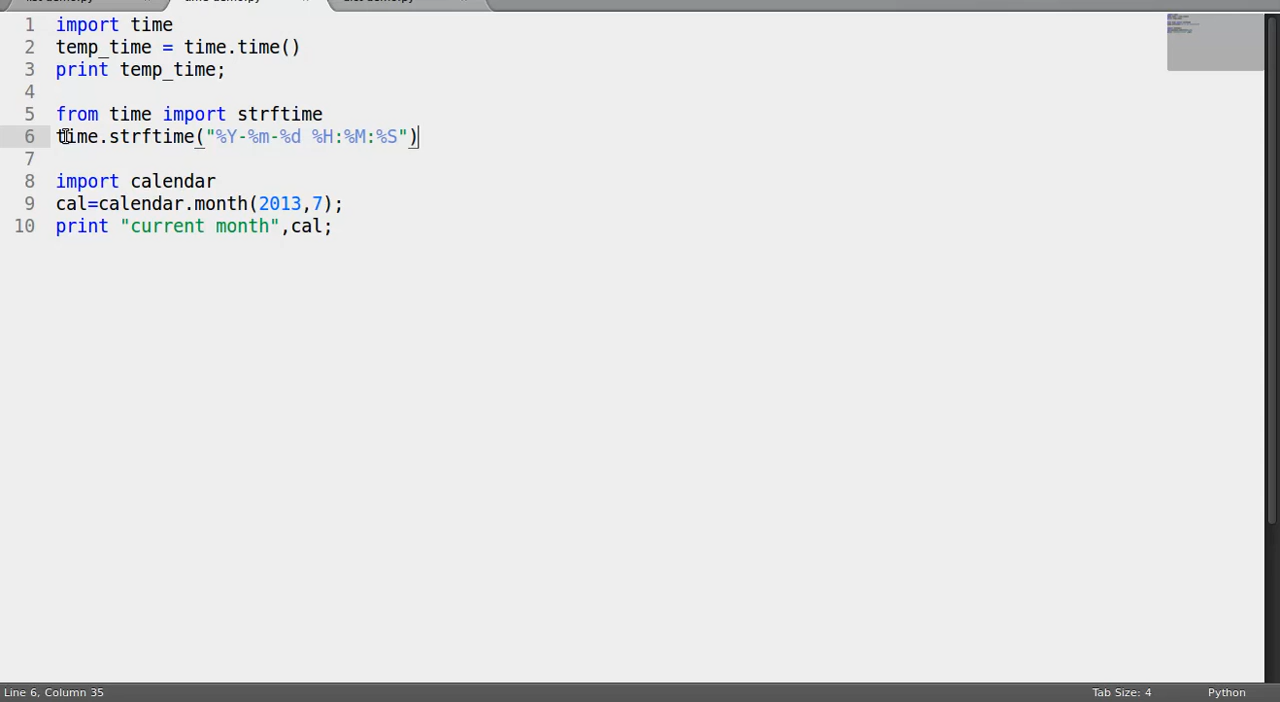 1 import time
2 temp_time = time.time()
3 print temp_time;
4
5 from time import strftime
6 time.strftime("%Y-%m-%d %H:%M:%S")
7
8 import calendar
9 cal=calendar.month(2013,7);
10 print "current month",cal;
Line 6, Column 35 Tab Size: 4 Python